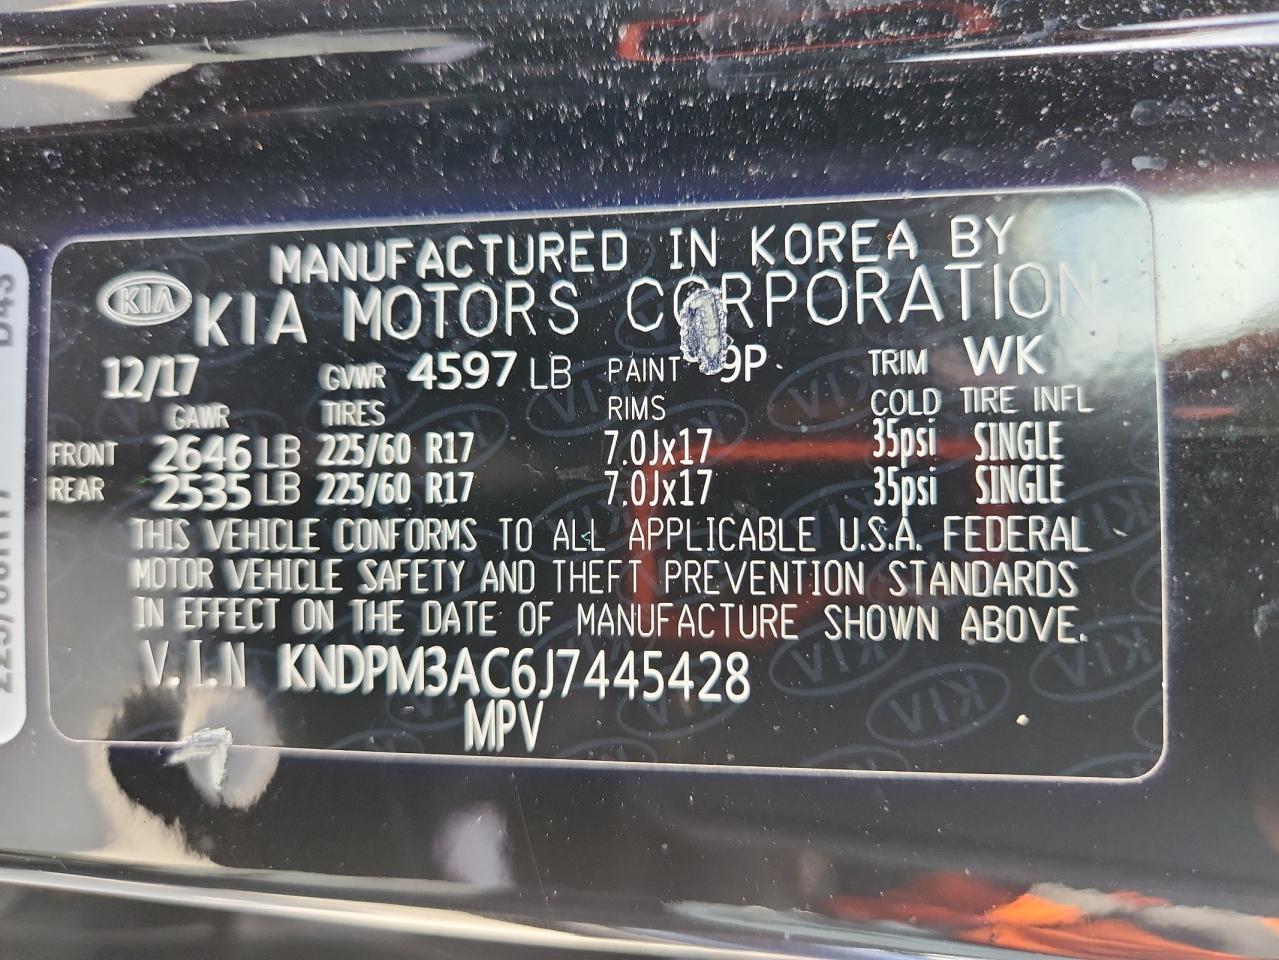 MANUFACTURED IN KOREA BY
KIA KIA MOTORS CORPORATION
12/17 GVWR 4597 LB PAINT 9P TRIM WK
GAWR TIRES RIMS COLD TIRE INFL
FRONT 2646 LB 225/60 R17 7.0Jx17 35psi SINGLE
REAR 2535 LB 225/60 R17 7.0Jx17 35psi SINGLE
THIS VEHICLE CONFORMS TO ALL APPLICABLE U.S.A. FEDERAL
MOTOR VEHICLE SAFETY AND THEFT PREVENTION STANDARDS
IN EFFECT ON THE DATE OF MANUFACTURE SHOWN ABOVE.
V.I.N KNDPM3AC6J7445428
MPV